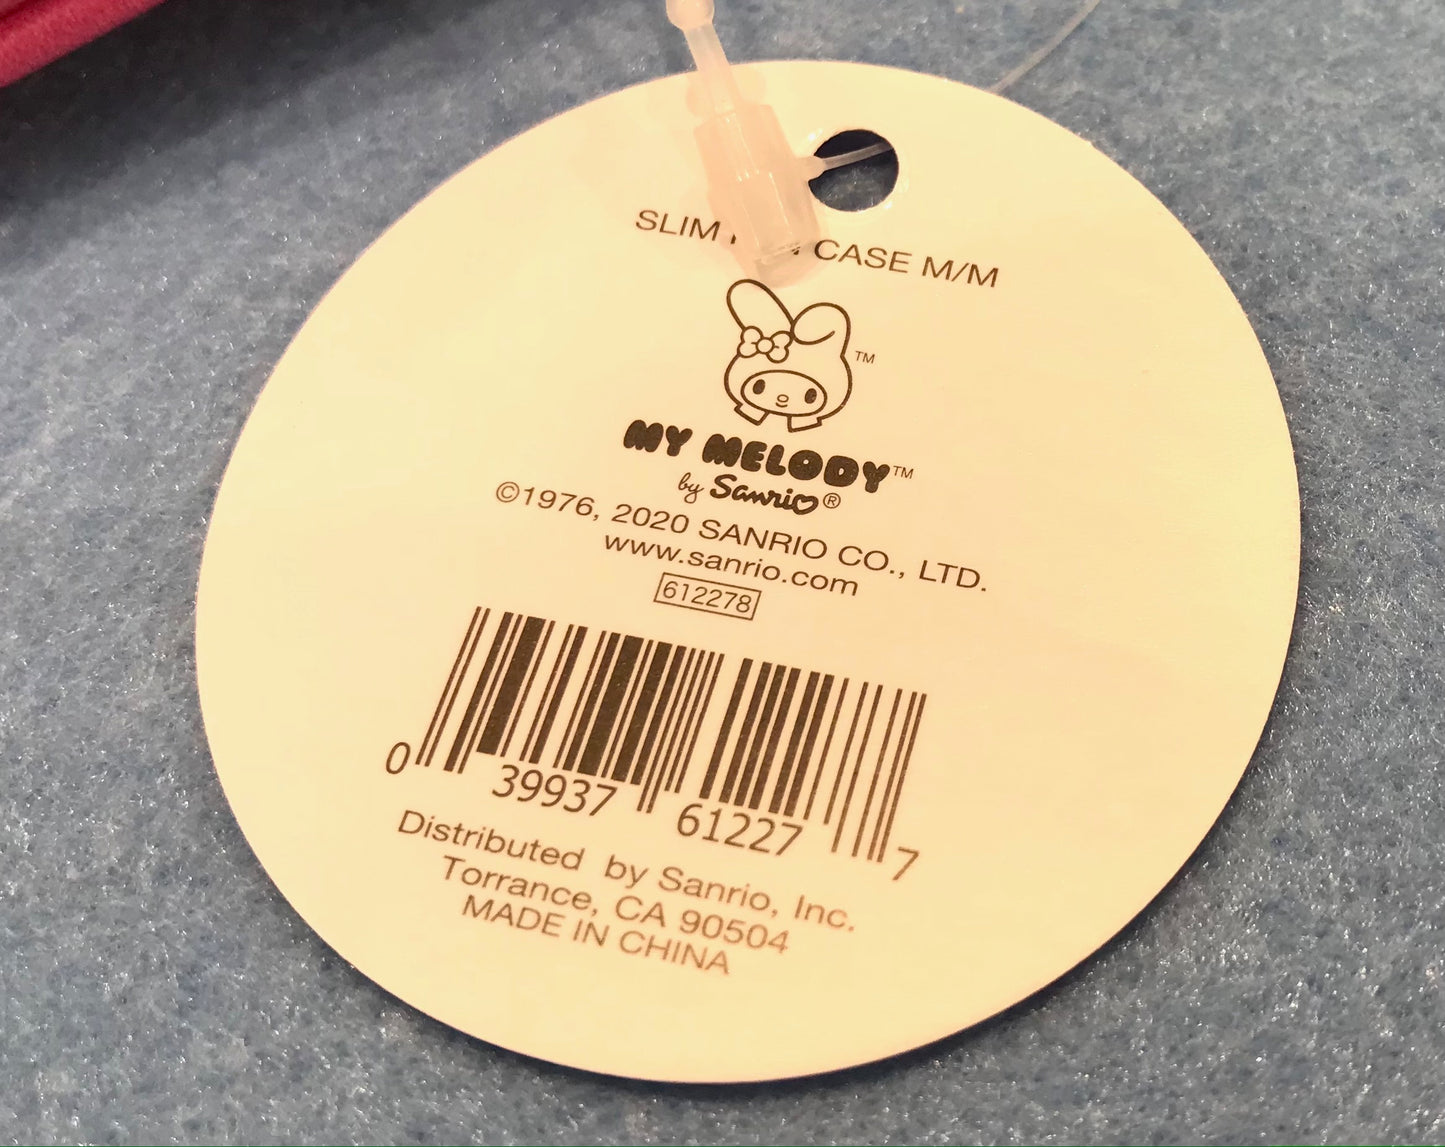 SLIM CASE M/M
TM
MY MELODY™
by Sanrio®
©1976, 2020 SANRIO CO., LTD.
www.sanrio.com
612278
0 39937 61227 7
Distributed by Sanrio, Inc.
Torrance, CA 90504
MADE IN CHINA